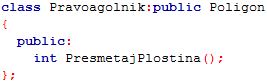 class Pravoagolnik:public Poligon
{
  public:
    int PresmetajPlostina();
};